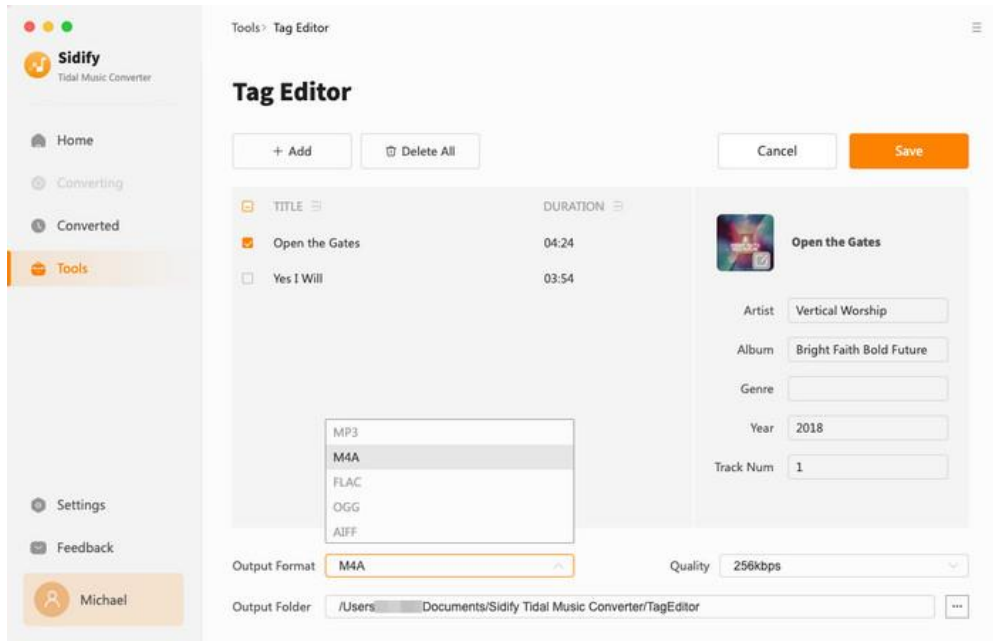 Sidify
Tidal Music Converter
Home
Converting
Converted
Tools
Settings
Feedback
Michael
Tools> Tag Editor
Tag Editor
+ Add
Delete All
Cancel
Save
TITLE DURATION
Open the Gates 04:24
Yes I Will 03:54
Open the Gates
Artist Vertical Worship
Album Bright Faith Bold Future
Genre
Year 2018
Track Num 1
MP3
M4A
FLAC
OGG
AIFF
Output Format M4A
Quality 256kbps
Output Folder /Users Documents/Sidify Tidal Music Converter/TagEditor
...